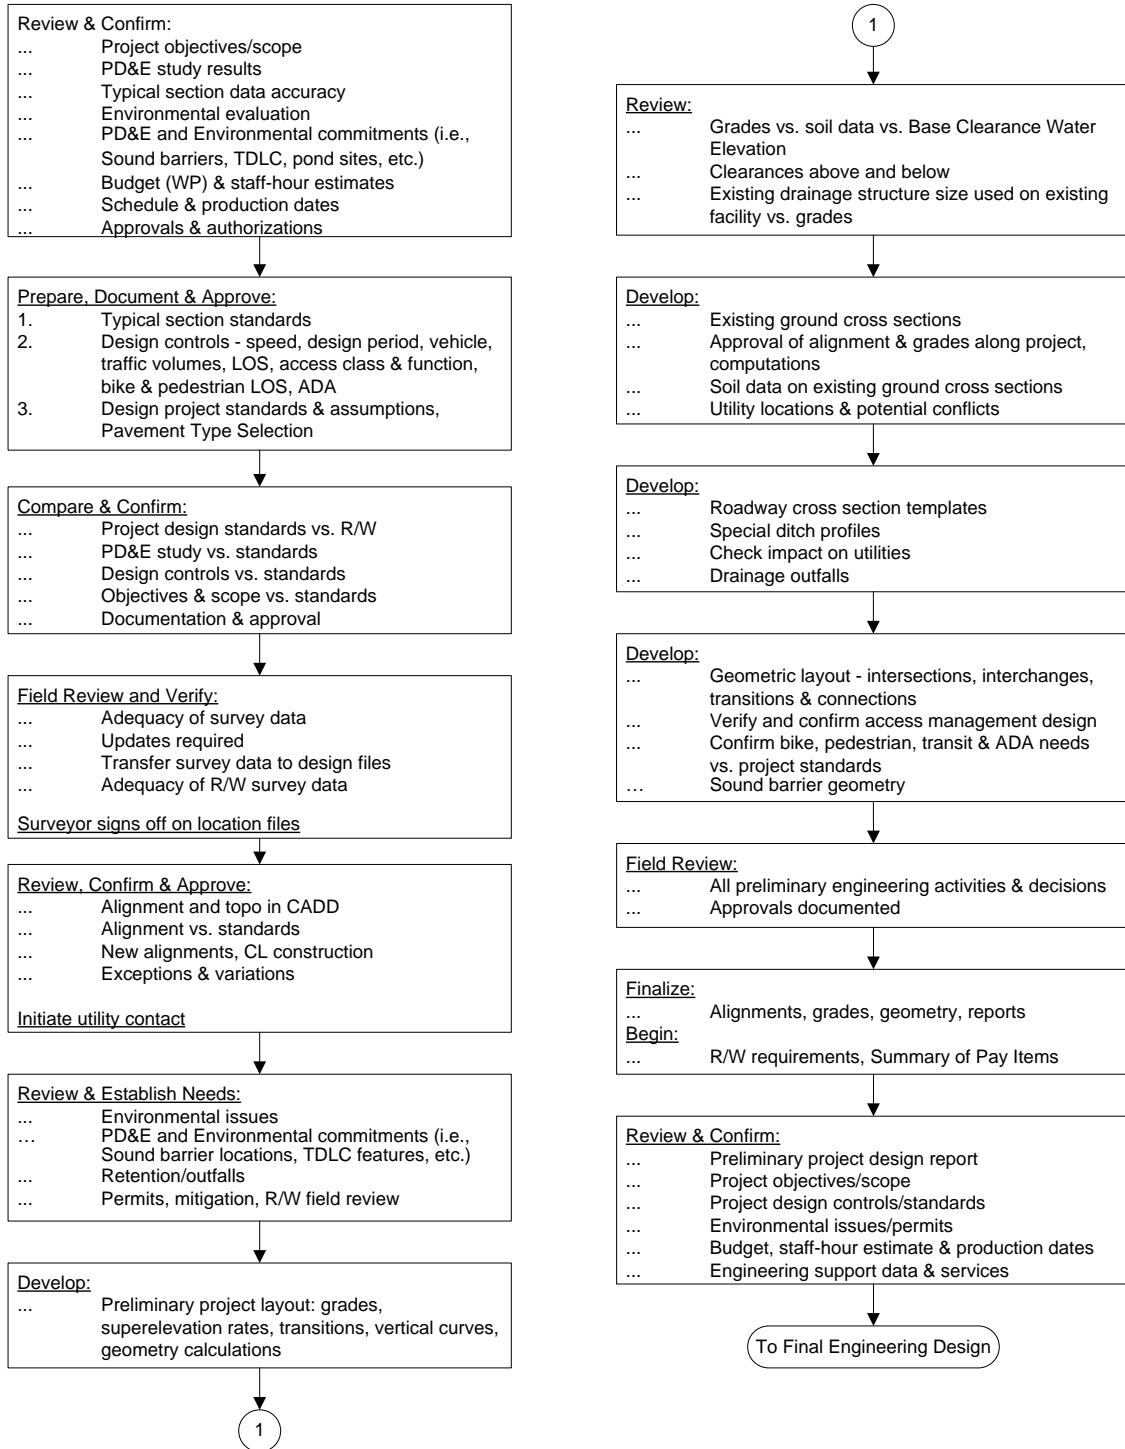 Review & Confirm:
... Project objectives/scope
... PD&E study results
... Typical section data accuracy
... Environmental evaluation
... PD&E and Environmental commitments (i.e.,
Sound barriers, TDLC, pond sites, etc.)
... Budget (WP) & staff-hour estimates
... Schedule & production dates
... Approvals & authorizations
Prepare, Document & Approve:
1. Typical section standards
2. Design controls - speed, design period, vehicle,
traffic volumes, LOS, access class & function,
bike & pedestrian LOS, ADA
3. Design project standards & assumptions,
Pavement Type Selection
Compare & Confirm:
... Project design standards vs. R/W
... PD&E study vs. standards
... Design controls vs. standards
... Objectives & scope vs. standards
... Documentation & approval
Field Review and Verify:
... Adequacy of survey data
... Updates required
... Transfer survey data to design files
... Adequacy of R/W survey data
Surveyor signs off on location files
Review, Confirm & Approve:
... Alignment and topo in CADD
... Alignment vs. standards
... New alignments, CL construction
... Exceptions & variations
Initiate utility contact
Review & Establish Needs:
... Environmental issues
... PD&E and Environmental commitments (i.e.,
Sound barrier locations, TDLC features, etc.)
... Retention/outfalls
... Permits, mitigation, R/W field review
Develop:
... Preliminary project layout: grades,
superelevation rates, transitions, vertical curves,
geometry calculations
1
1
Review:
... Grades vs. soil data vs. Base Clearance Water
Elevation
... Clearances above and below
... Existing drainage structure size used on existing
facility vs. grades
Develop:
... Existing ground cross sections
... Approval of alignment & grades along project,
computations
... Soil data on existing ground cross sections
... Utility locations & potential conflicts
Develop:
... Roadway cross section templates
... Special ditch profiles
... Check impact on utilities
... Drainage outfalls
Develop:
... Geometric layout - intersections, interchanges,
transitions & connections
... Verify and confirm access management design
... Confirm bike, pedestrian, transit & ADA needs
vs. project standards
... Sound barrier geometry
Field Review:
... All preliminary engineering activities & decisions
... Approvals documented
Finalize:
... Alignments, grades, geometry, reports
Begin:
... R/W requirements, Summary of Pay Items
Review & Confirm:
... Preliminary project design report
... Project objectives/scope
... Project design controls/standards
... Environmental issues/permits
... Budget, staff-hour estimate & production dates
... Engineering support data & services
To Final Engineering Design